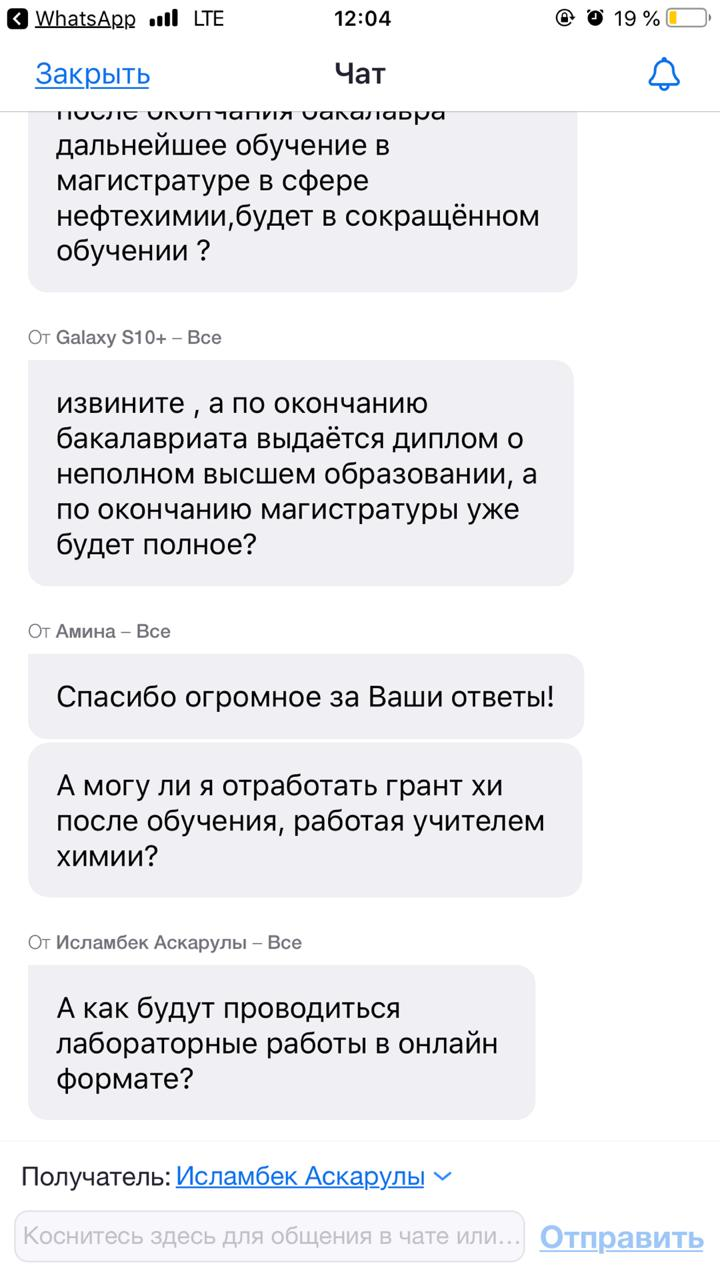 WhatsApp LTE 12:04 19 %
Закрыть Чат
после окончания бакалавра
дальнейшее обучение в
магистратуре в сфере
нефтехимии,будет в сокращённом
обучении ?
От Galaxy S10+ – Все
извините , а по окончанию
бакалавриата выдаётся диплом о
неполном высшем образовании, а
по окончанию магистратуры уже
будет полное?
От Амина – Все
Спасибо огромное за Ваши ответы!
А могу ли я отработать грант хи
после обучения, работая учителем
химии?
От Исламбек Аскарулы – Все
А как будут проводиться
лабораторные работы в онлайн
формате?
Получатель: Исламбек Аскарулы
Коснитесь здесь для общения в чате или... Отправить